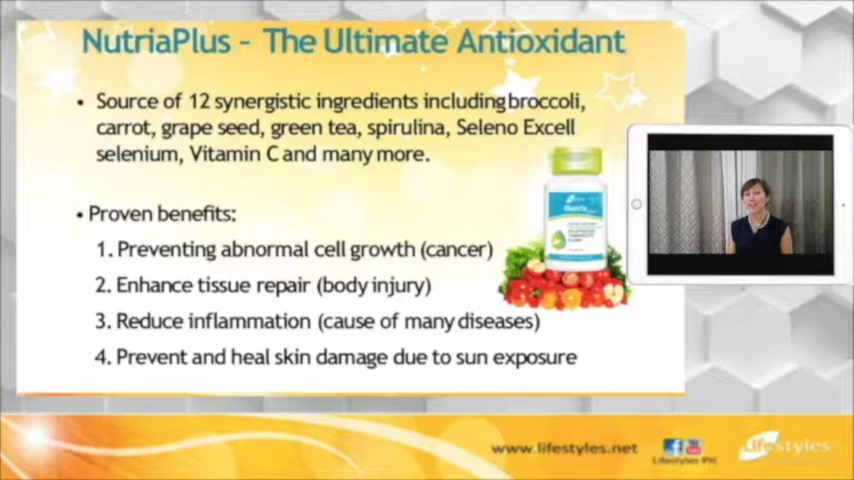 NutriaPlus - The Ultimate Antioxidant
• Source of 12 synergistic ingredients including broccoli,
carrot, grape seed, green tea, spirulina, Seleno Excell
selenium, Vitamin C and many more.
• Proven benefits:
1. Preventing abnormal cell growth (cancer)
2. Enhance tissue repair (body injury)
3. Reduce inflammation (cause of many diseases)
4. Prevent and heal skin damage due to sun exposure
Nutria
www.lifestyles.net
Lifestyles PH
Lifestyles